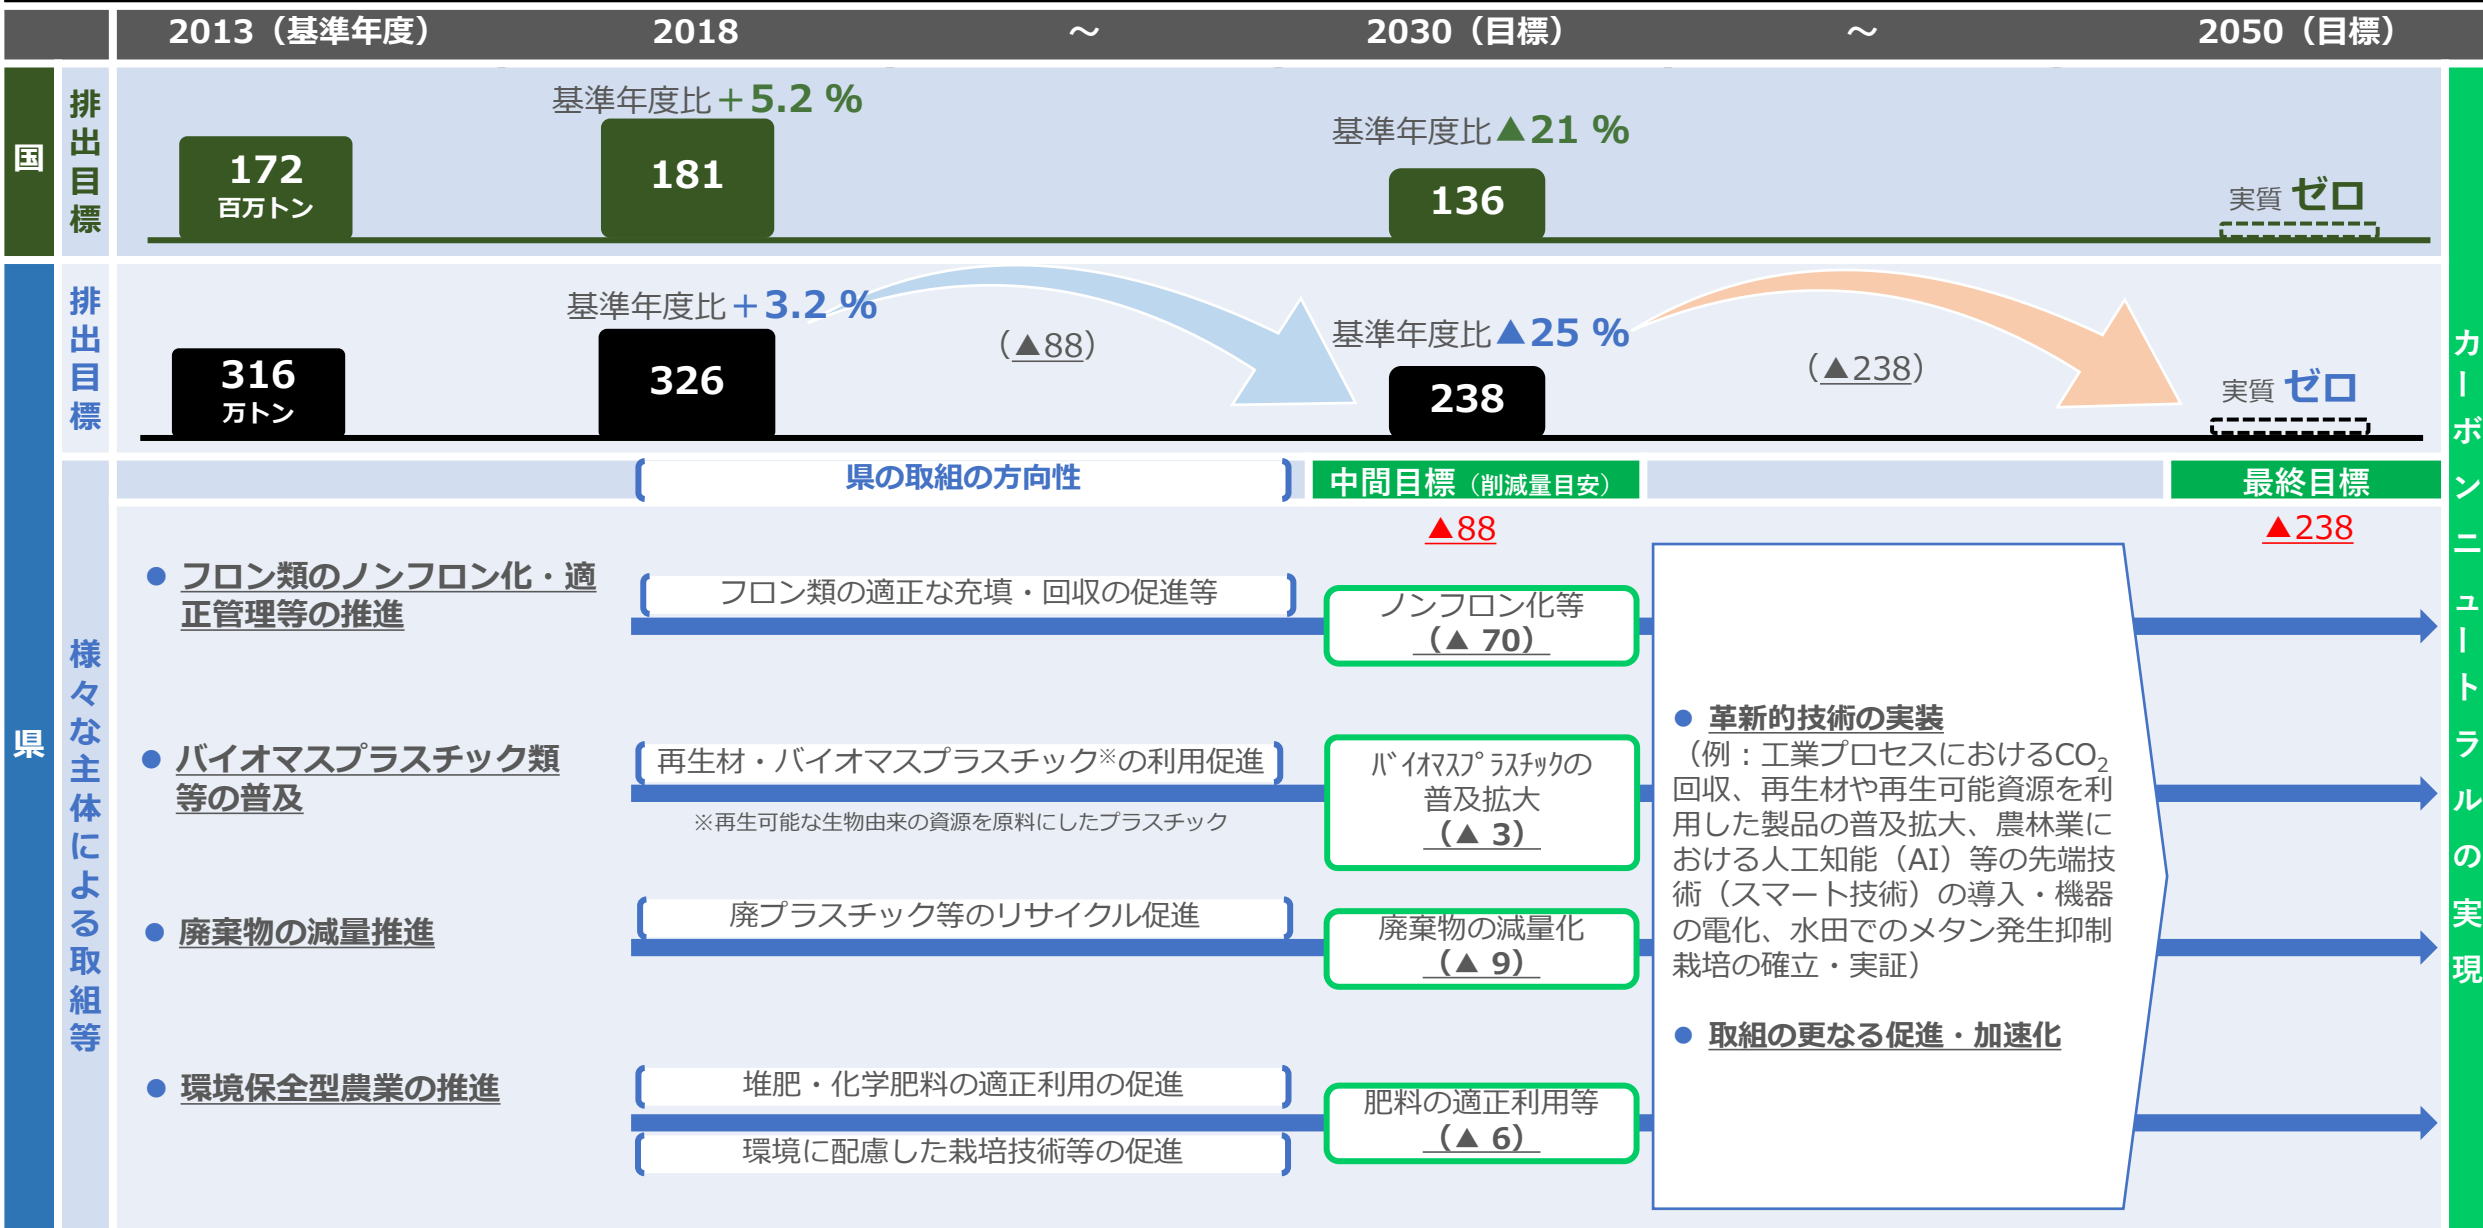 2013（基準年度） 2018 ～ 2030（目標） ～ 2050（目標）
国
排出目標
基準年度比＋5.2 %
基準年度比▲21 %
172
百万トン
181
136
実質 ゼロ
県
排出目標
基準年度比＋3.2 %
（▲88）
基準年度比▲25 %
（▲238）
316
万トン
326
238
実質 ゼロ
様々な主体による取組等
県の取組の方向性
中間目標（削減量目安）
最終目標
▲88
▲238
● フロン類のノンフロン化・適
正管理等の推進
フロン類の適正な充填・回収の促進等
ノンフロン化等
（▲ 70）
● バイオマスプラスチック類
等の普及
再生材・バイオマスプラスチック※の利用促進
※再生可能な生物由来の資源を原料にしたプラスチック
ﾊﾞｲｵﾏｽﾌﾟﾗｽﾁｯｸの
普及拡大
（▲ 3）
● 廃棄物の減量推進
廃プラスチック等のリサイクル促進
廃棄物の減量化
（▲ 9）
● 環境保全型農業の推進
堆肥・化学肥料の適正利用の促進
環境に配慮した栽培技術等の促進
肥料の適正利用等
（▲ 6）
● 革新的技術の実装
（例：工業プロセスにおけるCO₂
回収、再生材や再生可能資源を利
用した製品の普及拡大、農林業に
おける人工知能（AI）等の先端技
術（スマート技術）の導入・機器
の電化、水田でのメタン発生抑制
栽培の確立・実証）
● 取組の更なる促進・加速化
カーボンニュートラルの実現